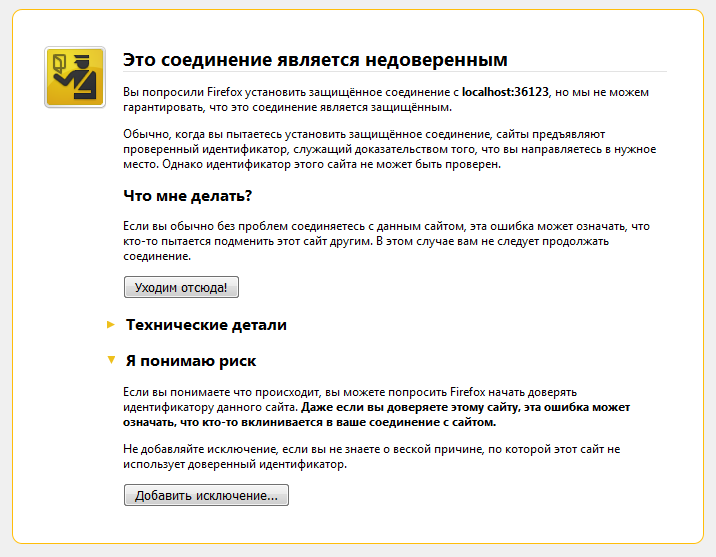 Это соединение является недоверенным
Вы попросили Firefox установить защищённое соединение с localhost:36123, но мы не можем
гарантировать, что это соединение является защищённым.
Обычно, когда вы пытаетесь установить защищённое соединение, сайты предъявляют
проверенный идентификатор, служащий доказательством того, что вы направляетесь в нужное
место. Однако идентификатор этого сайта не может быть проверен.
Что мне делать?
Если вы обычно без проблем соединяетесь с данным сайтом, эта ошибка может означать, что
кто-то пытается подменить этот сайт другим. В этом случае вам не следует продолжать
соединение.
Уходим отсюда!
Технические детали
Я понимаю риск
Если вы понимаете что происходит, вы можете попросить Firefox начать доверять
идентификатору данного сайта. Даже если вы доверяете этому сайту, эта ошибка может
означать, что кто-то вклинивается в ваше соединение с сайтом.
Не добавляйте исключение, если вы не знаете о веской причине, по которой этот сайт не
использует доверенный идентификатор.
Добавить исключение...